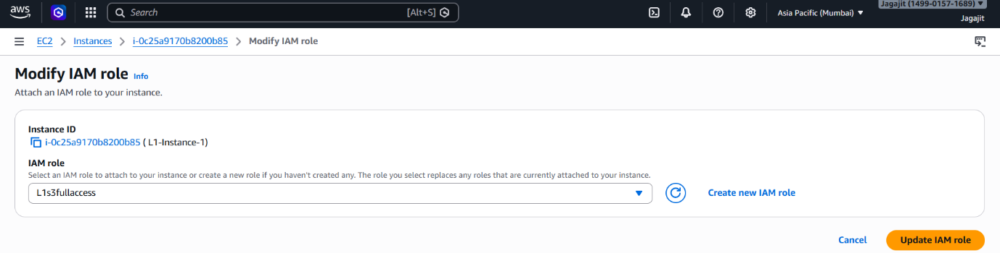 aws
Search [Alt+S] Asia Pacific (Mumbai) Jagajit (1499-0157-1689)
Jagajit
EC2 Instances i-0c25a9170b8200b85 Modify IAM role
Modify IAM role Info
Attach an IAM role to your instance.
Instance ID
i-0c25a9170b8200b85 ( L1-Instance-1)
IAM role
Select an IAM role to attach to your instance or create a new role if you haven't created any. The role you select replaces any roles that are currently attached to your instance.
L1s3fullaccess Create new IAM role
Cancel Update IAM role